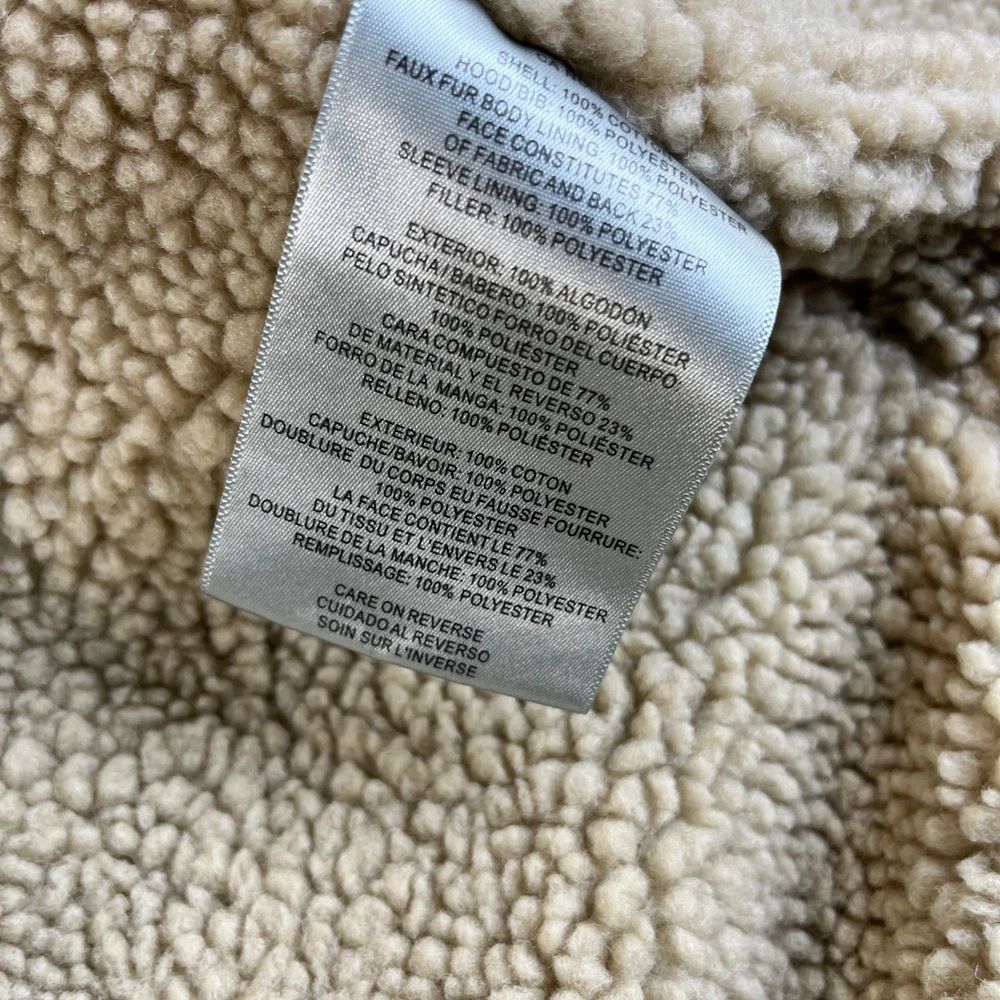 SHELL: 100% COTTON
HOOD/BIB: 100% POLYESTER
FAUX FUR BODY LINING: 100% POLYESTER
FACE CONSTITUTES 77%
OF FABRIC AND BACK 23%
SLEEVE LINING: 100% POLYESTER
FILLER: 100% POLYESTER
EXTERIOR: 100% ALGODÓN
CAPUCHA/BABERO: 100% POLIÉSTER
PELO SINTETICO FORRO DEL CUERPO:
100% POLIÉSTER
CARA COMPUESTO DE 77%
DE MATERIAL Y EL REVERSO 23%
FORRO DE LA MANGA: 100% POLIÉSTER
RELLENO: 100% POLIÉSTER
EXTERIEUR: 100% COTON
CAPUCHE/BAVOIR: 100% POLYESTER
DOUBLURE DU CORPS EU FAUSSE FOURRURE:
100% POLYESTER
LA FACE CONTIENT LE 77%
DU TISSU ET L'ENVERS LE 23%
DOUBLURE DE LA MANCHE: 100% POLYESTER
REMPLISSAGE: 100% POLYESTER
CARE ON REVERSE
CUIDADO AL REVERSO
SOIN SUR L'INVERSE